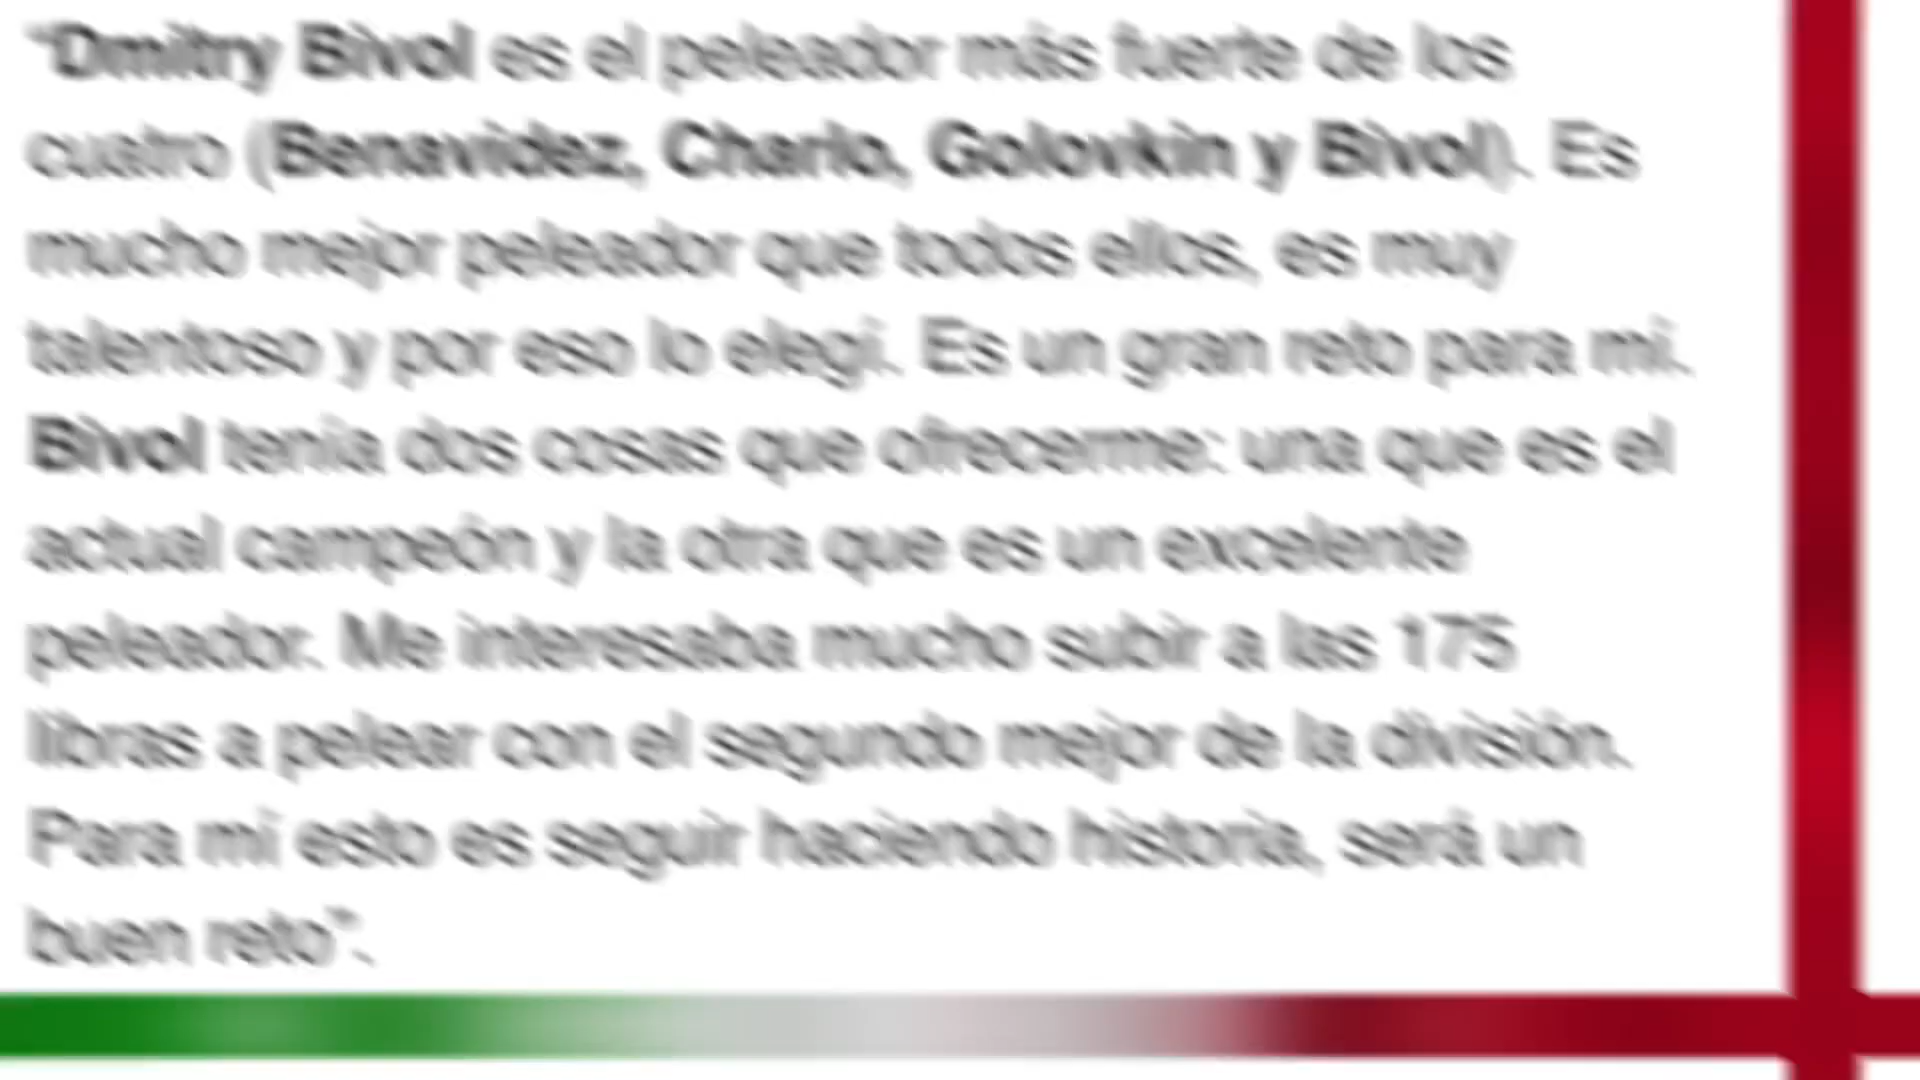 "Dmitry Bivol es el peleador más fuerte de los
cuatro (Benavidez, Charlo, Golovkin y Bivol). Es
mucho mejor peleador que todos ellos, es muy
talentoso y por eso lo elegí. Es un gran reto para mí.
Bivol tenía dos cosas que ofrecerme: una que es el
actual campeón y la otra que es un excelente
peleador. Me interesaba mucho subir a las 175
libras a pelear con el segundo mejor de la división.
Para mí esto es seguir haciendo historia, será un
buen reto".